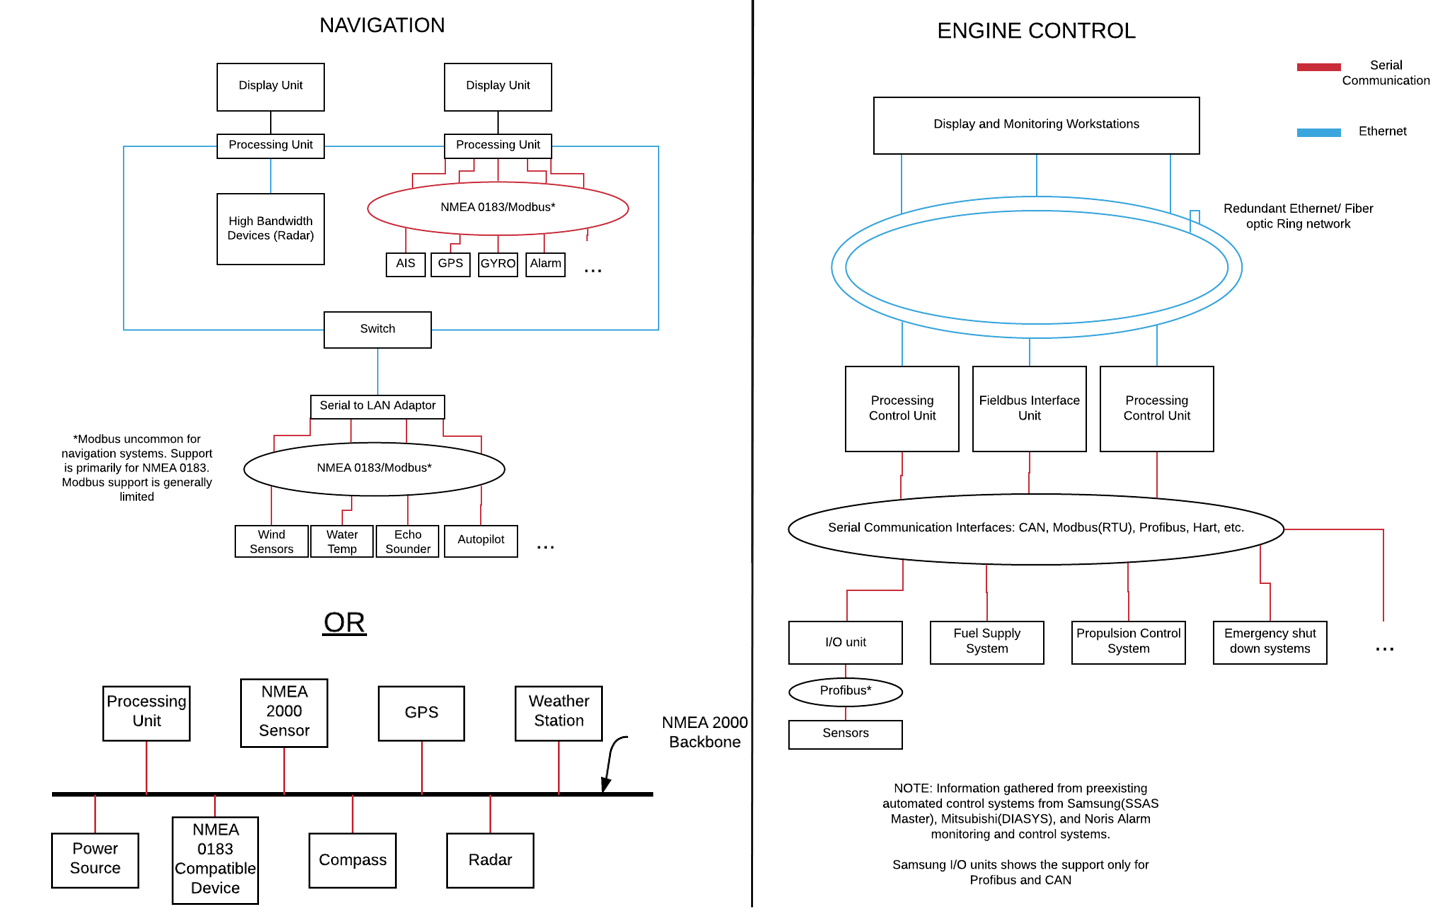 NAVIGATION
Display Unit
Display Unit
Processing Unit
Processing Unit
High Bandwidth
Devices (Radar)
NMEA 0183/Modbus*
AIS
GPS
GYRO
Alarm
...
Switch
Serial to LAN Adaptor
*Modbus uncommon for
navigation systems. Support
is primarily for NMEA 0183.
Modbus support is generally
limited
NMEA 0183/Modbus*
Wind
Sensors
Water
Temp
Echo
Sounder
Autopilot
...
OR
Processing
Unit
NMEA
2000
Sensor
GPS
Weather
Station
NMEA 2000
Backbone
Power
Source
NMEA
0183
Compatible
Device
Compass
Radar
ENGINE CONTROL
Serial
Communication
Ethernet
Display and Monitoring Workstations
Redundant Ethernet/ Fiber
optic Ring network
Processing
Control Unit
Fieldbus Interface
Unit
Processing
Control Unit
Serial Communication Interfaces: CAN, Modbus(RTU), Profibus, Hart, etc.
I/O unit
Fuel Supply
System
Propulsion Control
System
Emergency shut
down systems
...
Profibus*
Sensors
NOTE: Information gathered from preexisting
automated control systems from Samsung(SSAS
Master), Mitsubishi(DIASYS), and Noris Alarm
monitoring and control systems.
Samsung I/O units shows the support only for
Profibus and CAN